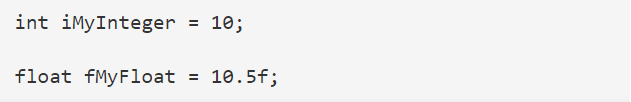 int iMyInteger = 10;
float fMyFloat = 10.5f;